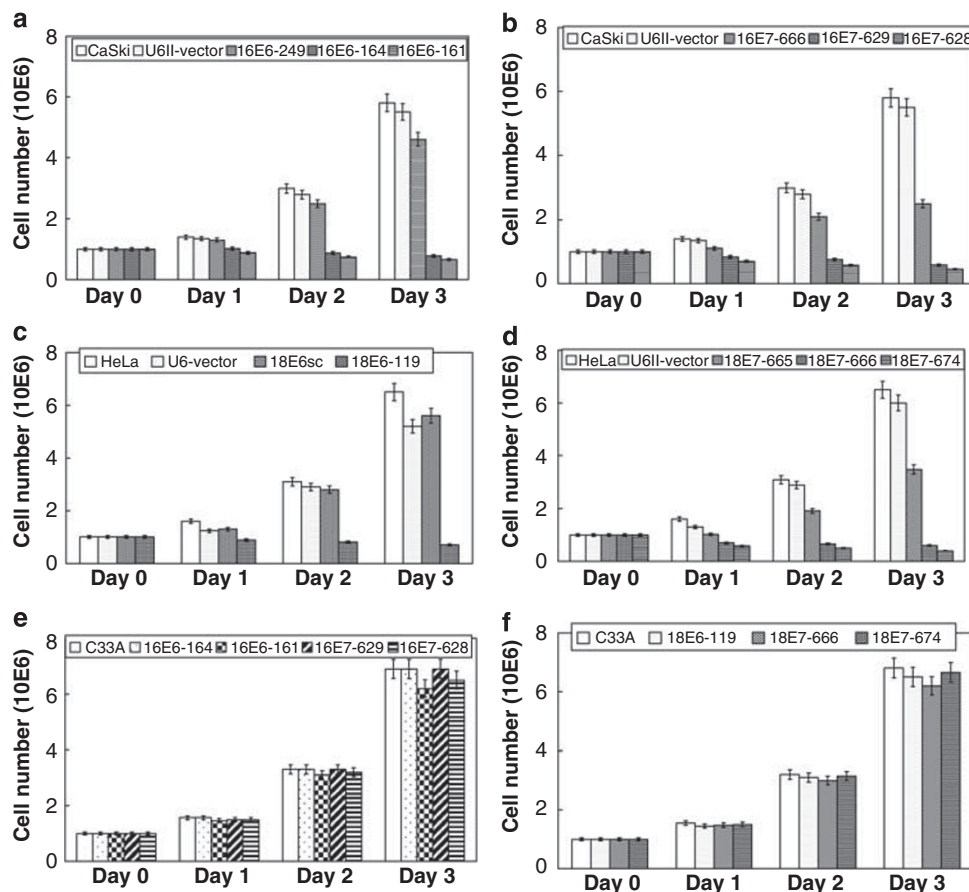 a
Cell number (10E6)
8
6
4
2
0
CaSki U6II-vector 16E6-249 16E6-164 16E6-161
Day 0 Day 1 Day 2 Day 3
b
Cell number (10E6)
8
6
4
2
0
CaSki U6II-vector 16E7-666 16E7-629 16E7-628
Day 0 Day 1 Day 2 Day 3
c
Cell number (10E6)
8
6
4
2
0
HeLa U6-vector 18E6sc 18E6-119
Day 0 Day 1 Day 2 Day 3
d
Cell number (10E6)
8
6
4
2
0
HeLa U6II-vector 18E7-665 18E7-666 18E7-674
Day 0 Day 1 Day 2 Day 3
e
Cell number (10E6)
8
6
4
2
0
C33A 16E6-164 16E6-161 16E7-629 16E7-628
Day 0 Day 1 Day 2 Day 3
f
Cell number (10E6)
8
6
4
2
0
C33A 18E6-119 18E7-666 18E7-674
Day 0 Day 1 Day 2 Day 3